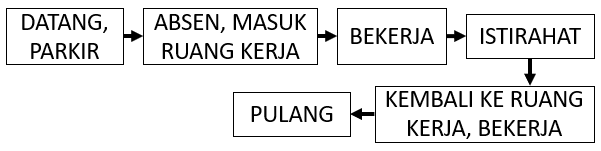 DATANG,
PARKIR
ABSEN, MASUK
RUANG KERJA
BEKERJA
ISTIRAHAT
KEMBALI KE RUANG
KERJA, BEKERJA
PULANG